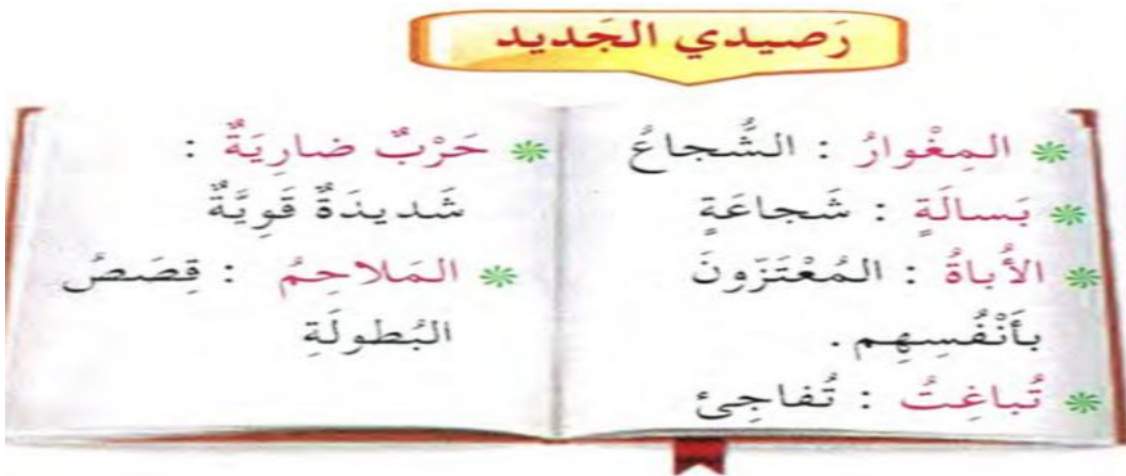 رَصيدي الجَديد
المِغْوارُ : الشُّجاعُ
بَسالَةٍ : شَجاعَةٍ
الأُباةُ : المُعْتَزّونَ
بأَنْفُسِهِم .
تُباغِتُ : تُفاجِئ
حَرْبٌ ضارِيَةٌ :
شَديدَةٌ قَوِيَّةٌ
المَلاحِمُ : قِصَصُ
البُطولَةِ